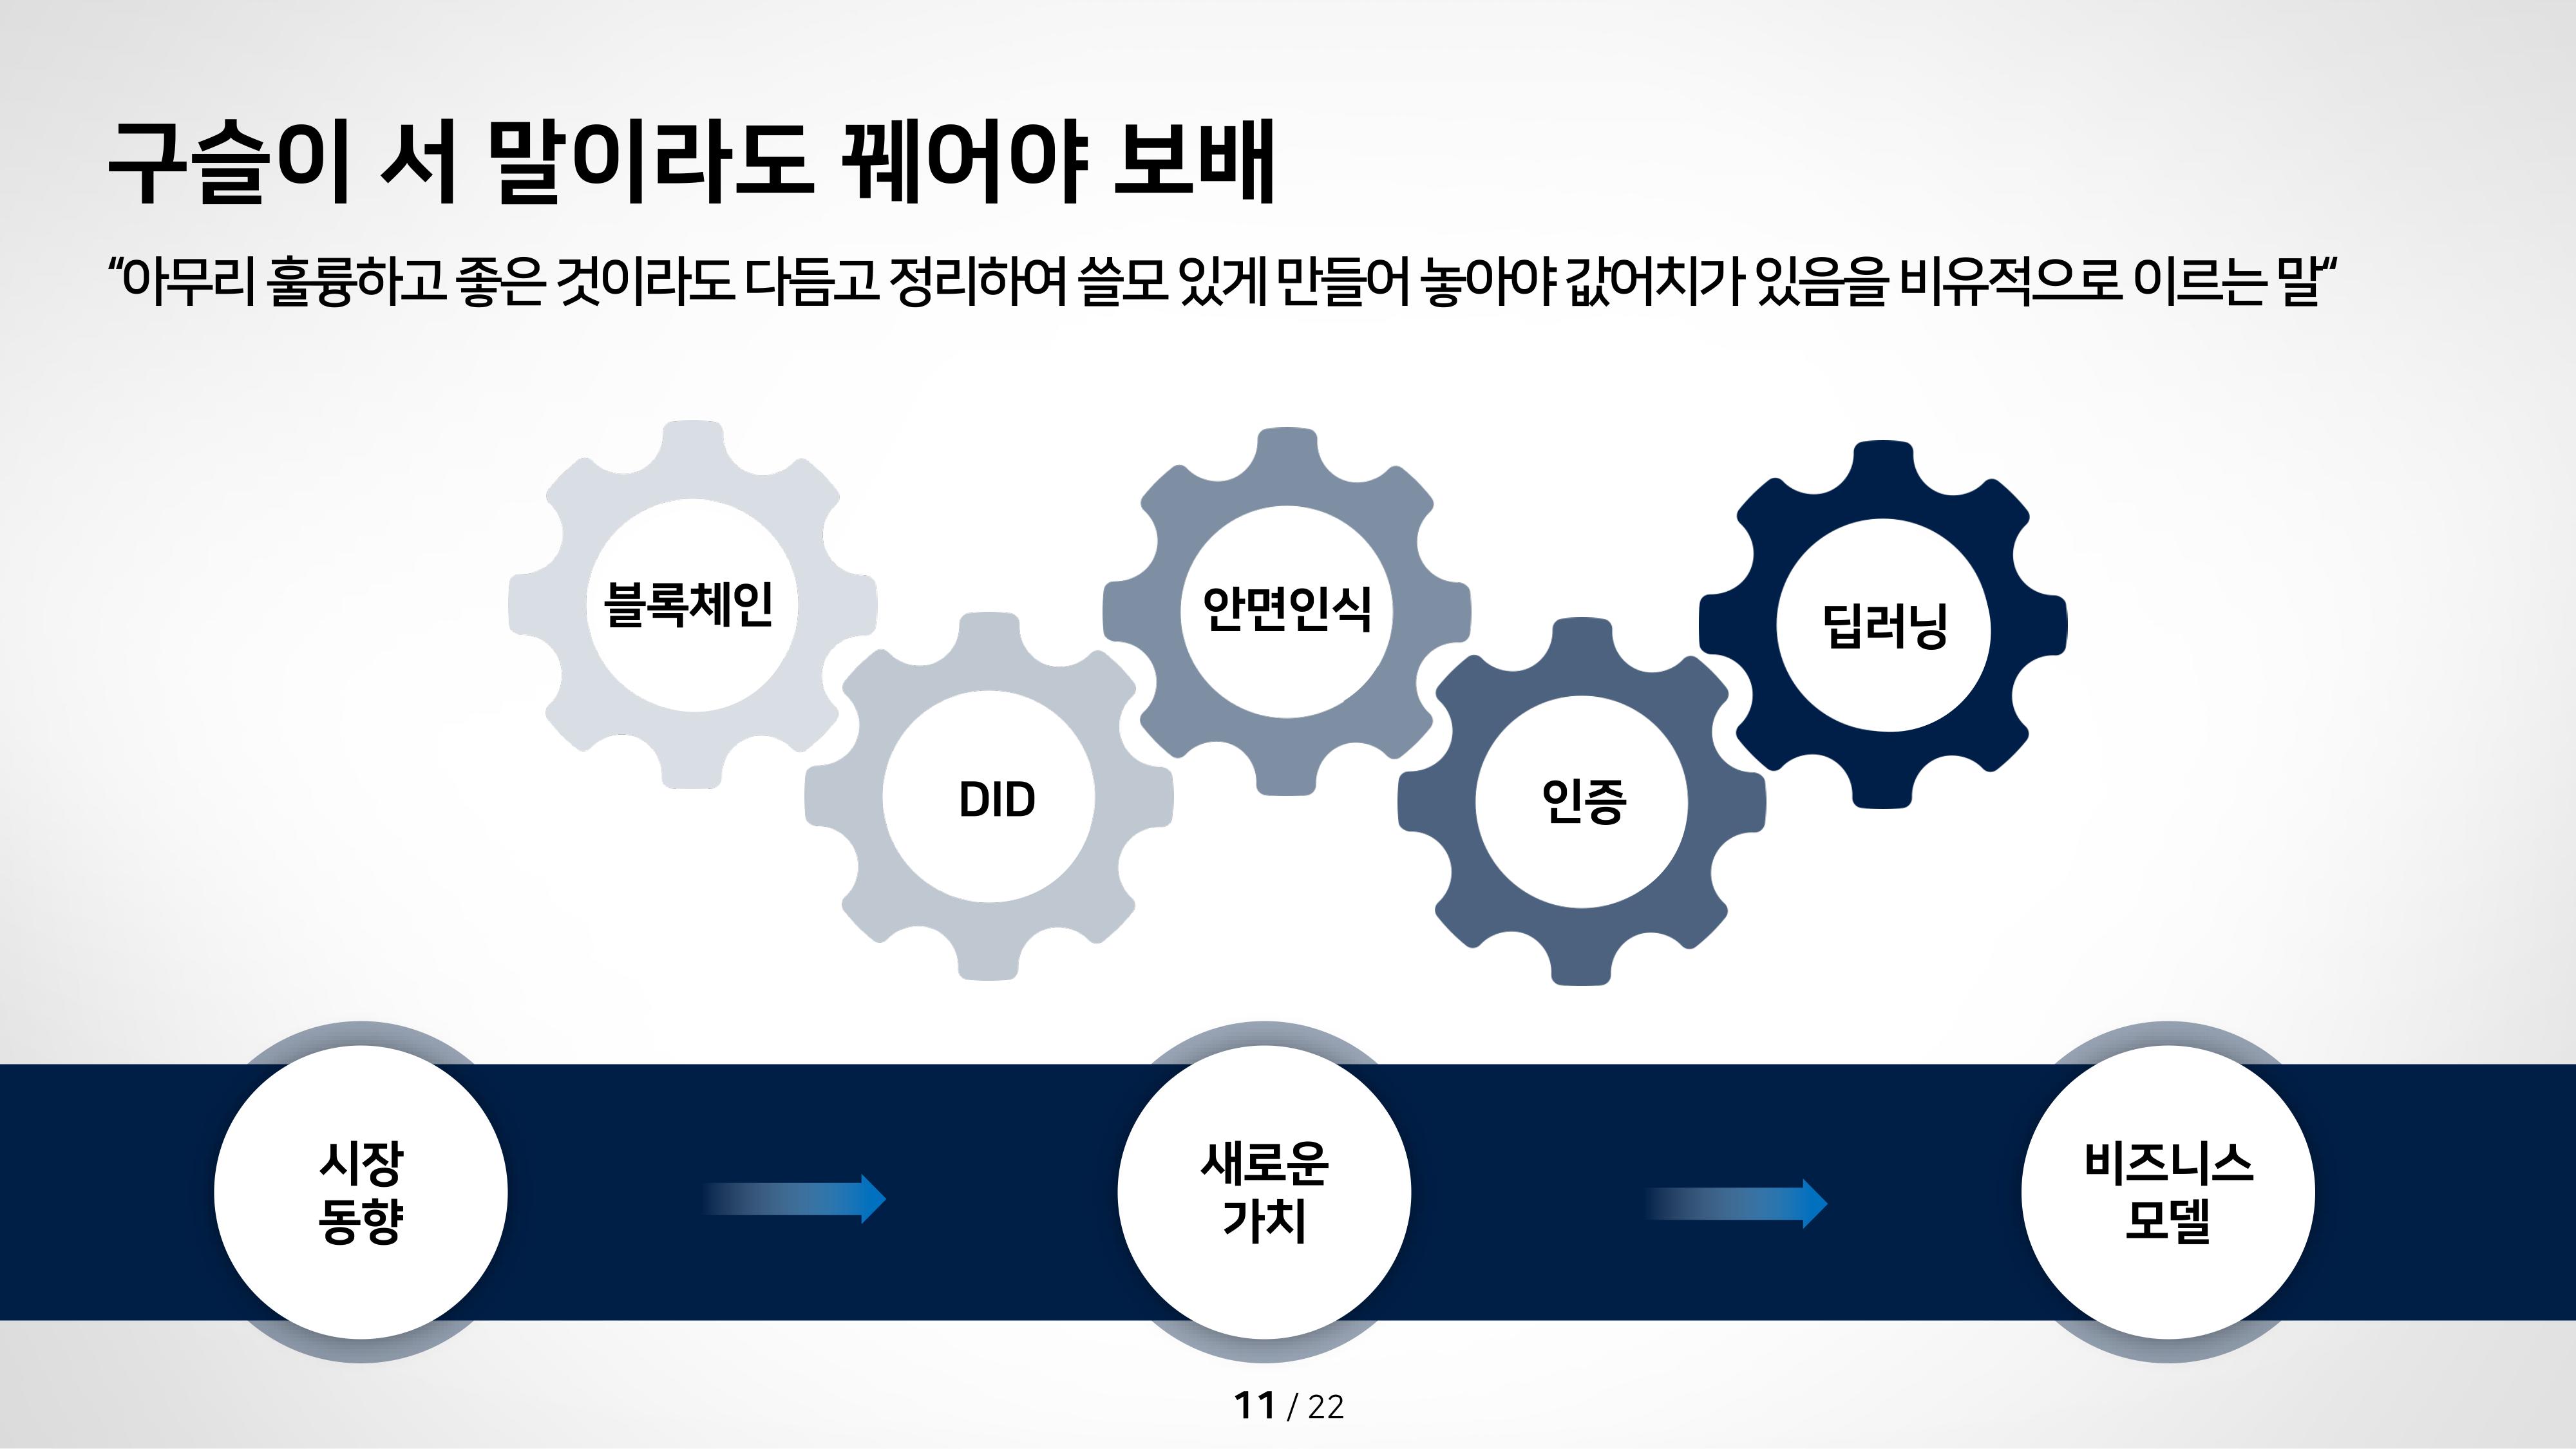 구슬이 서 말이라도 꿰어야 보배
“아무리 훌륭하고 좋은 것이라도 다듬고 정리하여 쓸모 있게 만들어 놓아야 값어치가 있음을 비유적으로 이르는 말“
블록체인
DID
안면인식
인증
딥러닝
시장
동향
새로운
가치
비즈니스
모델
11 / 22